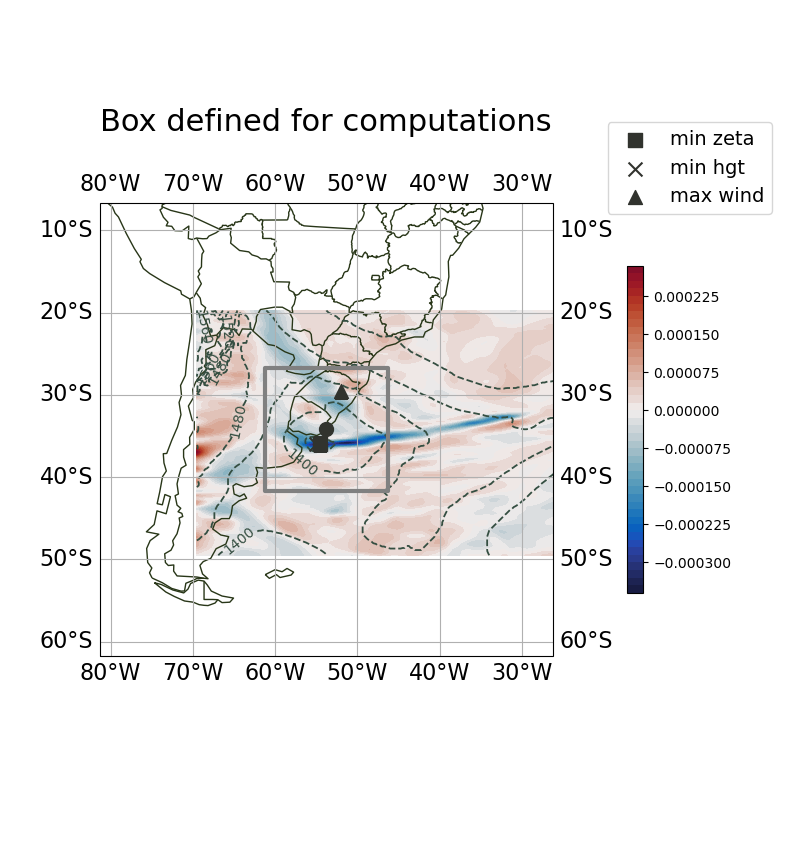 Box defined for computations
min zeta
min hgt
max wind
80°W 70°W 60°W 50°W 40°W 30°W
10°S 10°S
20°S 20°S
30°S 30°S
40°S 40°S
50°S 50°S
60°S 60°S
80°W 70°W 60°W 50°W 40°W 30°W
1480
1400
1400
0.000225
0.000150
0.000075
0.000000
−0.000075
−0.000150
−0.000225
−0.000300